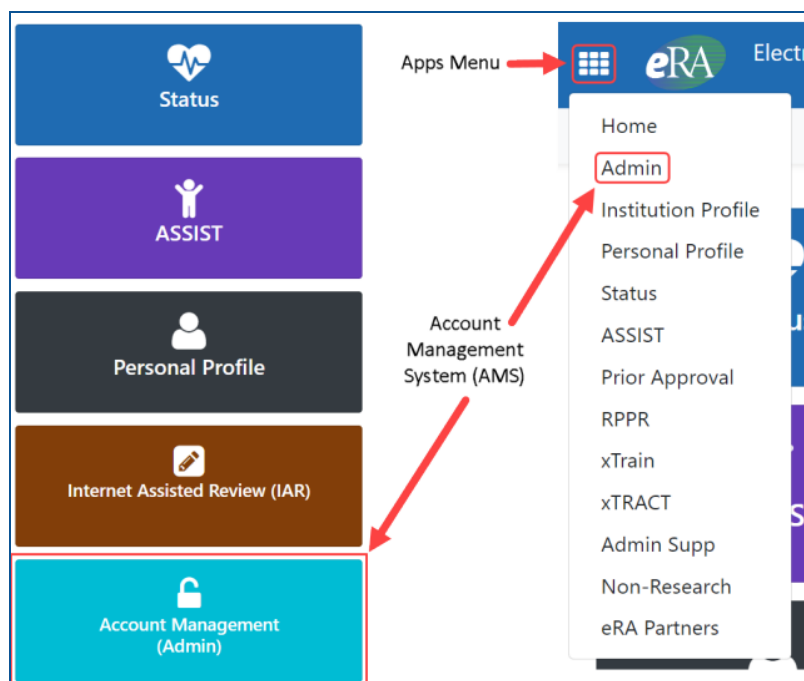 Status
ASSIST
Personal Profile
Internet Assisted Review (IAR)
Account Management
(Admin)
Apps Menu
Account
Management
System (AMS)
eRA
Electr
Home
Admin
Institution Profile
Personal Profile
Status
ASSIST
Prior Approval
RPPR
xTrain
xTRACT
Admin Supp
Non-Research
eRA Partners